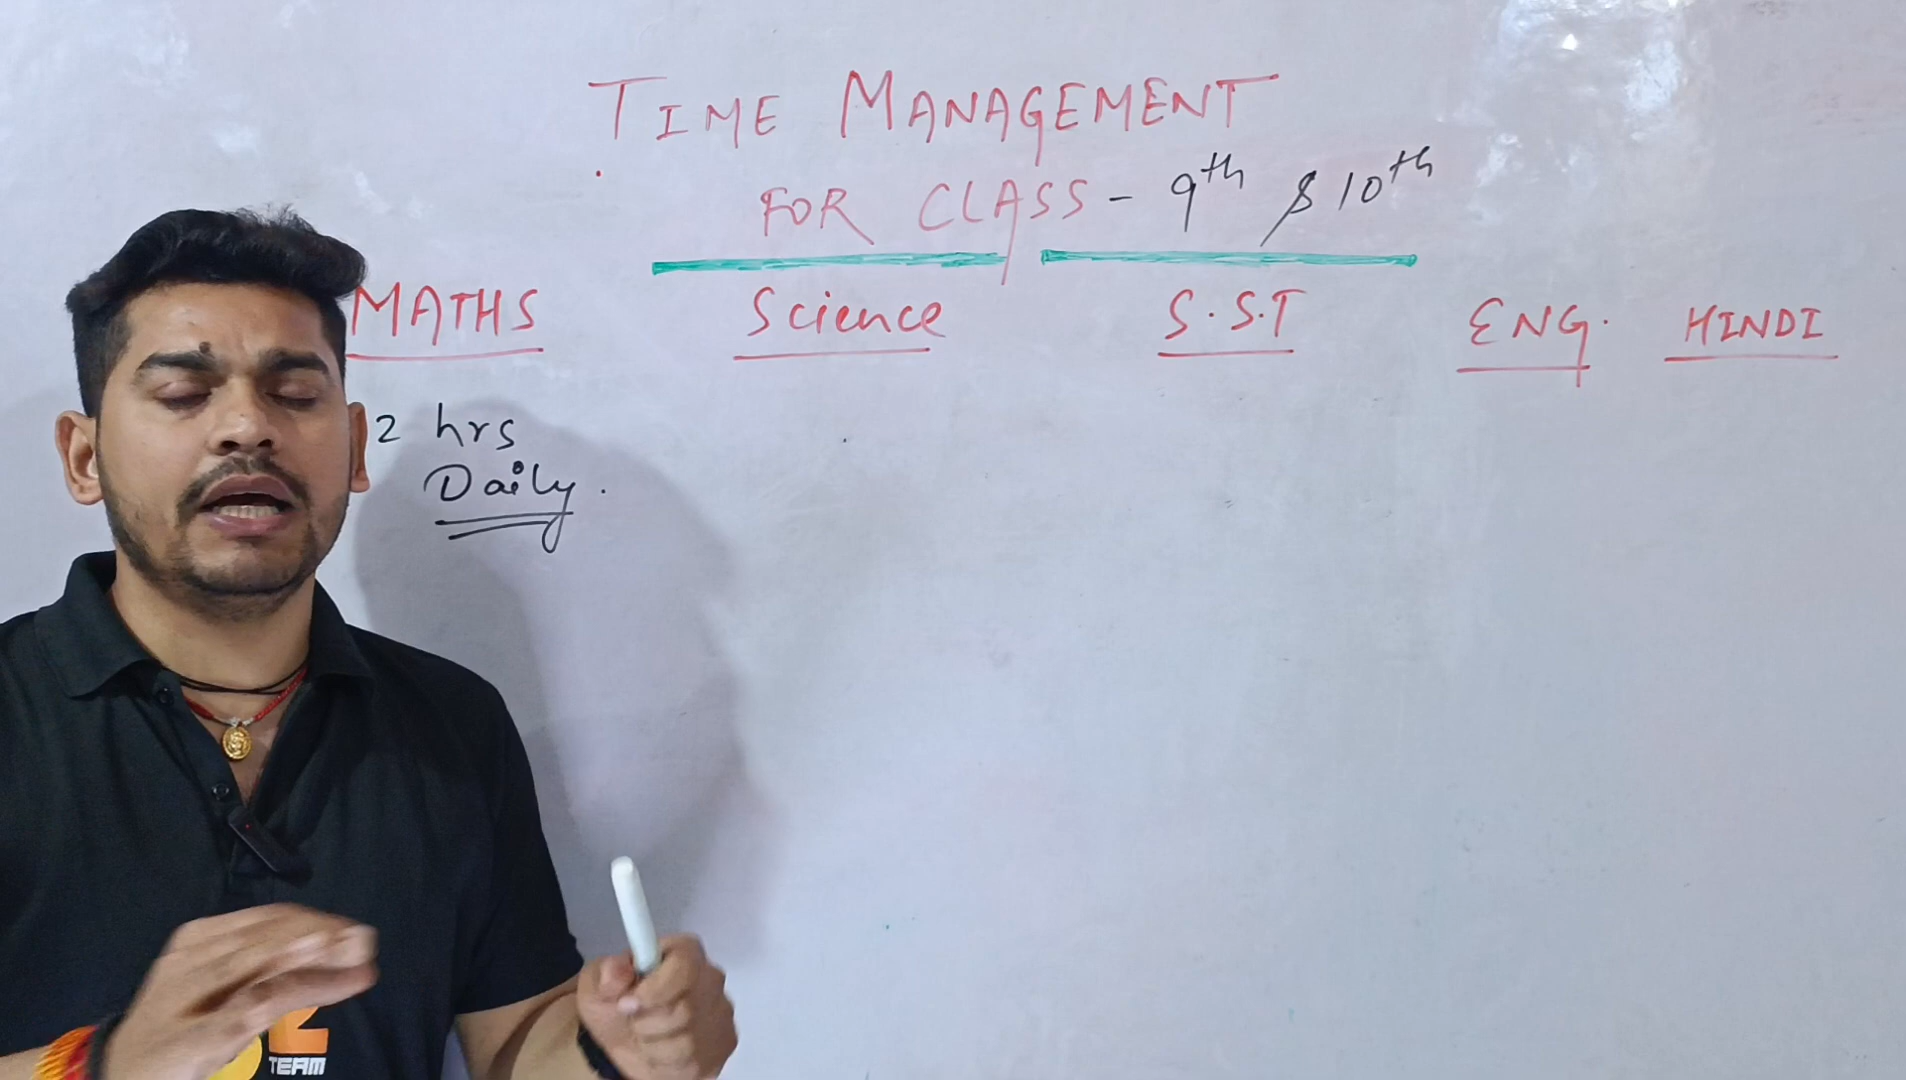 TIME MANAGEMENT
FOR CLASS - 9th & 10th
MATHS Science S.S.T ENG. HINDI
2 hrs
Daily.
TEAM